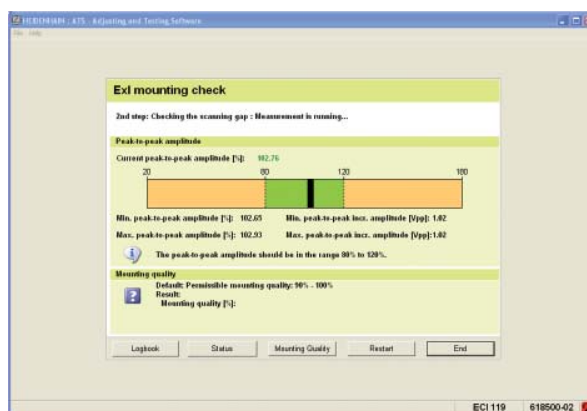 HEIDENHAIN : ATS - Adjusting and Testing Software
File Help
ExI mounting check
2nd step: Checking the scanning gap : Measurement is running...
Peak-to-peak amplitude
Current peak-to-peak amplitude [%]: 102.76
20 80 120 180
Min. peak-to-peak amplitude [%]: 102.65 Min. peak-to-peak incr. amplitude [Vpp]: 1.02
Max. peak-to-peak amplitude [%]: 102.93 Max. peak-to-peak incr. amplitude [Vpp]:1.02
The peak-to-peak amplitude should be in the range 80% to 120%.
Mounting quality
Default: Permissible mounting quality: 90% - 100%
Result:
Mounting quality [%]:
Logbook Status Mounting Quality Restart End
ECI 119 618500-02